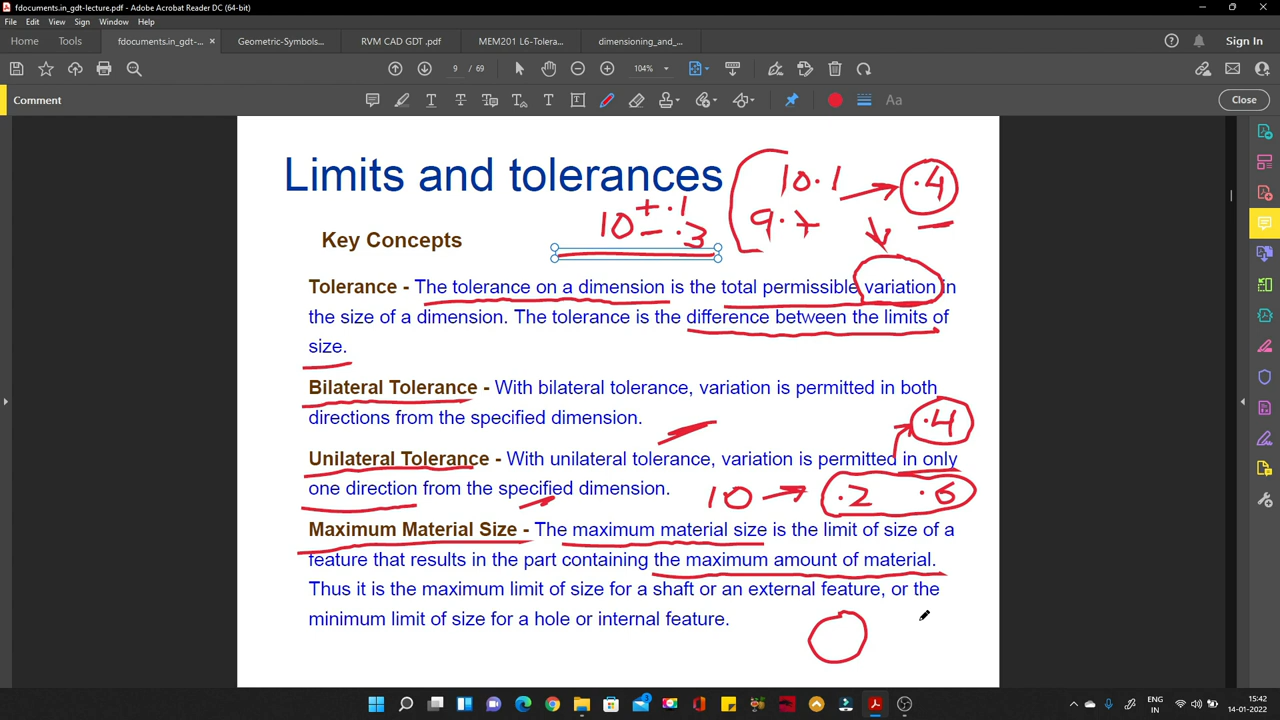 fdocuments.in_gdt-lecture.pdf - Adobe Acrobat Reader DC (64-bit)
File Edit View Sign Window Help
Home Tools fdocuments.in_gdt-... × Geometric-Symbols... RVM CAD GDT .pdf MEM201 L6-Tolera... dimensioning_and_... Sign In
9 / 69 104%
Comment Close
Limits and tolerances
10.1 → .4
9.7
10 + .1
- .3
Key Concepts
Tolerance - The tolerance on a dimension is the total permissible variation in
the size of a dimension. The tolerance is the difference between the limits of
size.
Bilateral Tolerance - With bilateral tolerance, variation is permitted in both
directions from the specified dimension.
.4
Unilateral Tolerance - With unilateral tolerance, variation is permitted in only
one direction from the specified dimension.
10 → .2 .6
Maximum Material Size - The maximum material size is the limit of size of a
feature that results in the part containing the maximum amount of material.
Thus it is the maximum limit of size for a shaft or an external feature, or the
minimum limit of size for a hole or internal feature.
ENG
IN
15:42
14-01-2022